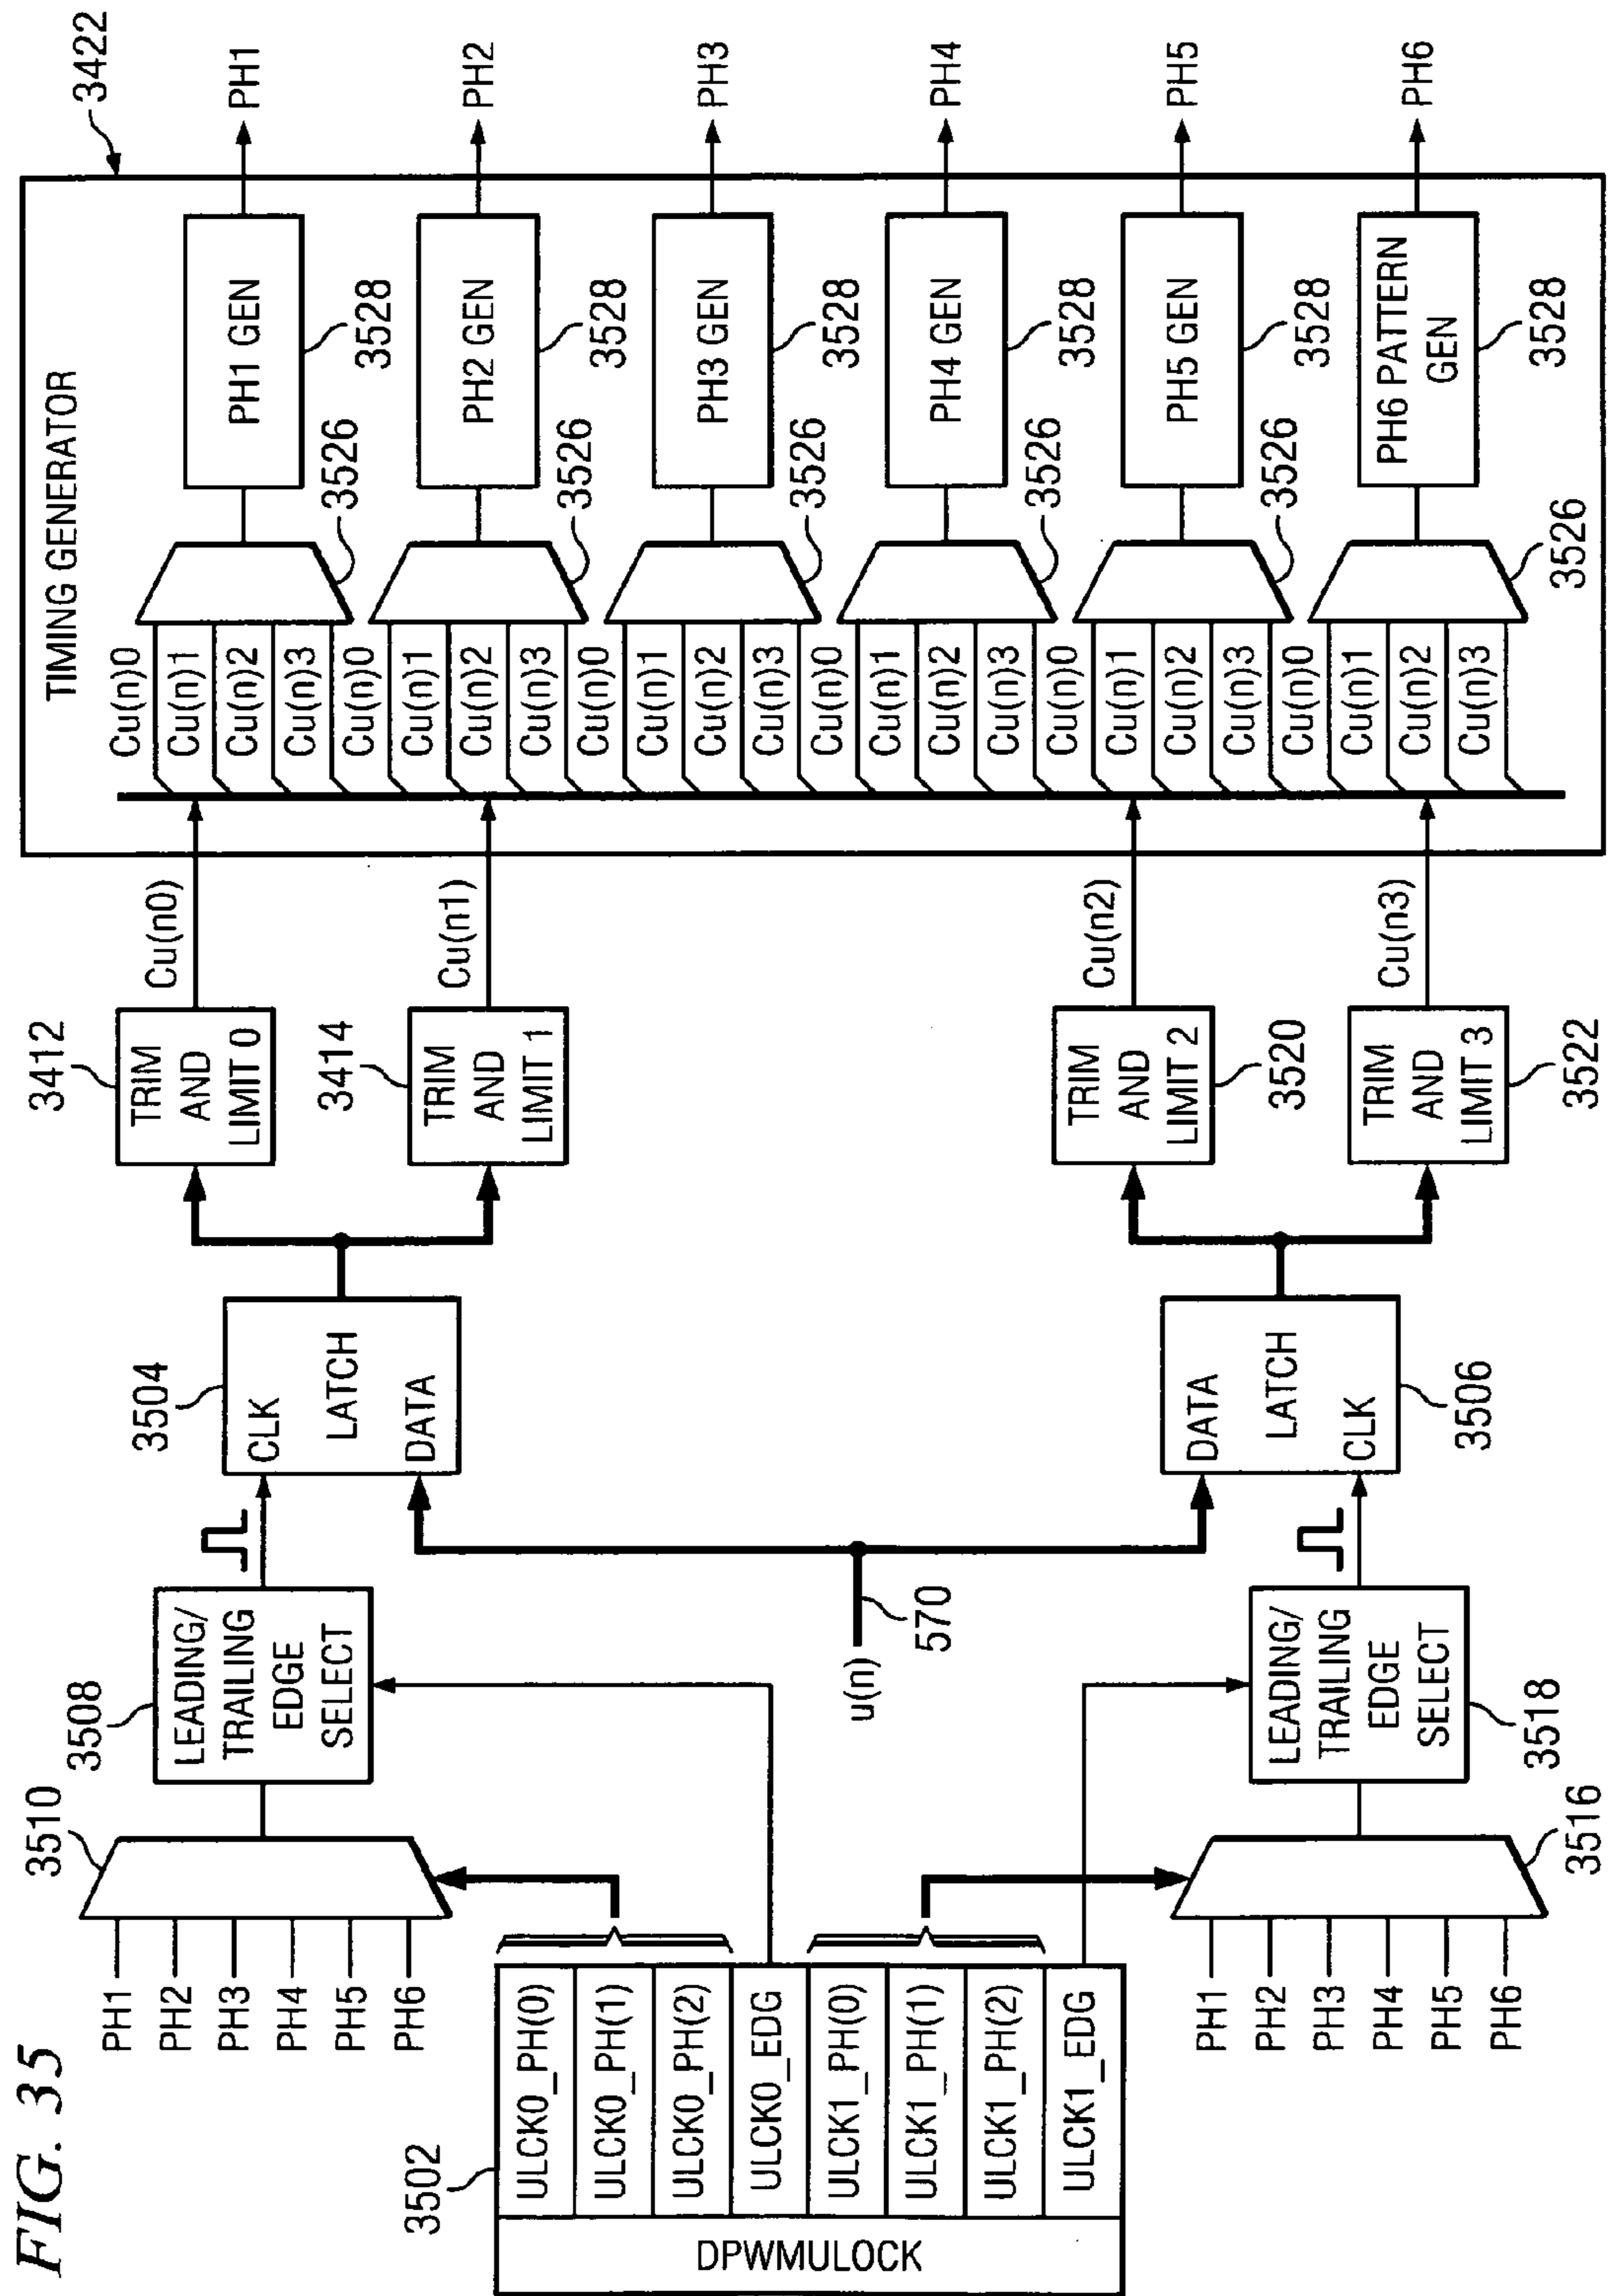 FIG. 35
3422
TIMING GENERATOR
PH1
PH2
PH3
PH4
PH5
PH6
PH1 GEN
3528
PH2 GEN
3528
PH3 GEN
3528
PH4 GEN
3528
PH5 GEN
3528
PH6 PATTERN
GEN
3528
3526
3526
3526
3526
3526
3526
Cu(n)0
Cu(n)1
Cu(n)2
Cu(n)3
Cu(n)0
Cu(n)1
Cu(n)2
Cu(n)3
Cu(n)0
Cu(n)1
Cu(n)2
Cu(n)3
Cu(n)0
Cu(n)1
Cu(n)2
Cu(n)3
Cu(n)0
Cu(n)1
Cu(n)2
Cu(n)3
Cu(n)0
Cu(n)1
Cu(n)2
Cu(n)3
Cu(n0)
Cu(n1)
Cu(n2)
Cu(n3)
3412
TRIM
AND
LIMIT 0
3414
TRIM
AND
LIMIT 1
TRIM
AND
LIMIT 2
3520
TRIM
AND
LIMIT 3
3522
3504
CLK
LATCH
DATA
DATA
LATCH
CLK
3506
3508
LEADING/
TRAILING
EDGE
SELECT
u(n)
570
LEADING/
TRAILING
EDGE
SELECT
3518
3510
PH1
PH2
PH3
PH4
PH5
PH6
3516
PH1
PH2
PH3
PH4
PH5
PH6
3502
ULCK0_PH(0)
ULCK0_PH(1)
ULCK0_PH(2)
ULCK0_EDG
ULCK1_PH(0)
ULCK1_PH(1)
ULCK1_PH(2)
ULCK1_EDG
DPWMULOCK